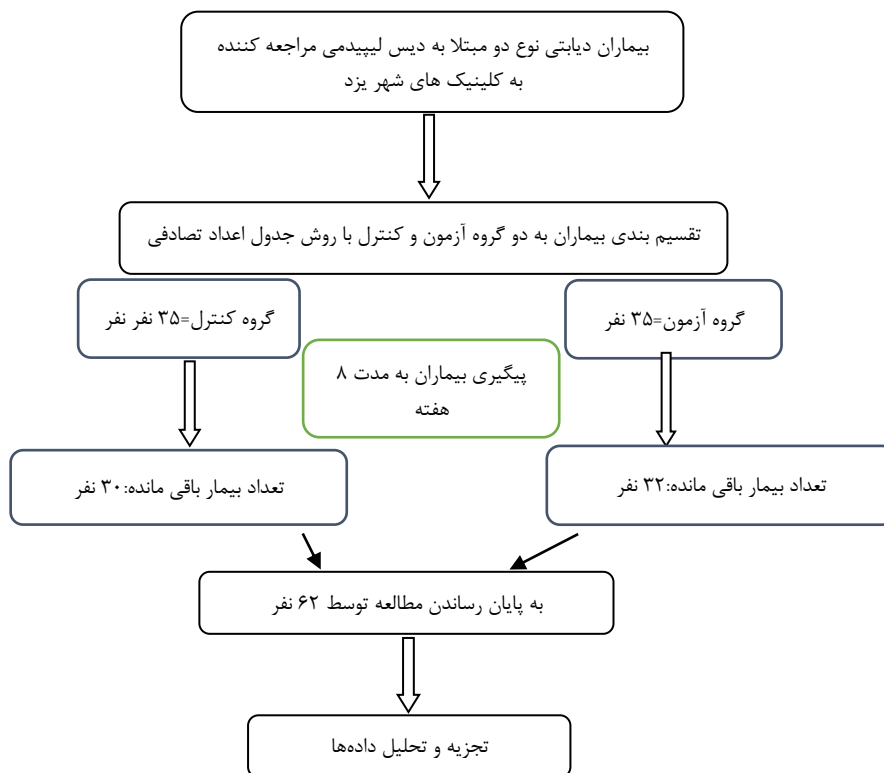 بیماران دیابتی نوع دو مبتلا به دیس لیپیدمی مراجعه کننده
به کلینیک های شهر یزد
تقسیم بندی بیماران به دو گروه آزمون و کنترل با روش جدول اعداد تصادفی
گروه آزمون=۳۵ نفر
گروه کنترل=۳۵ نفر نفر
پیگیری بیماران به مدت ۸
هفته
تعداد بیمار باقی مانده:۳۲ نفر
تعداد بیمار باقی مانده:۳۰ نفر
به پایان رساندن مطالعه توسط ۶۲ نفر
تجزیه و تحلیل داده‌ها